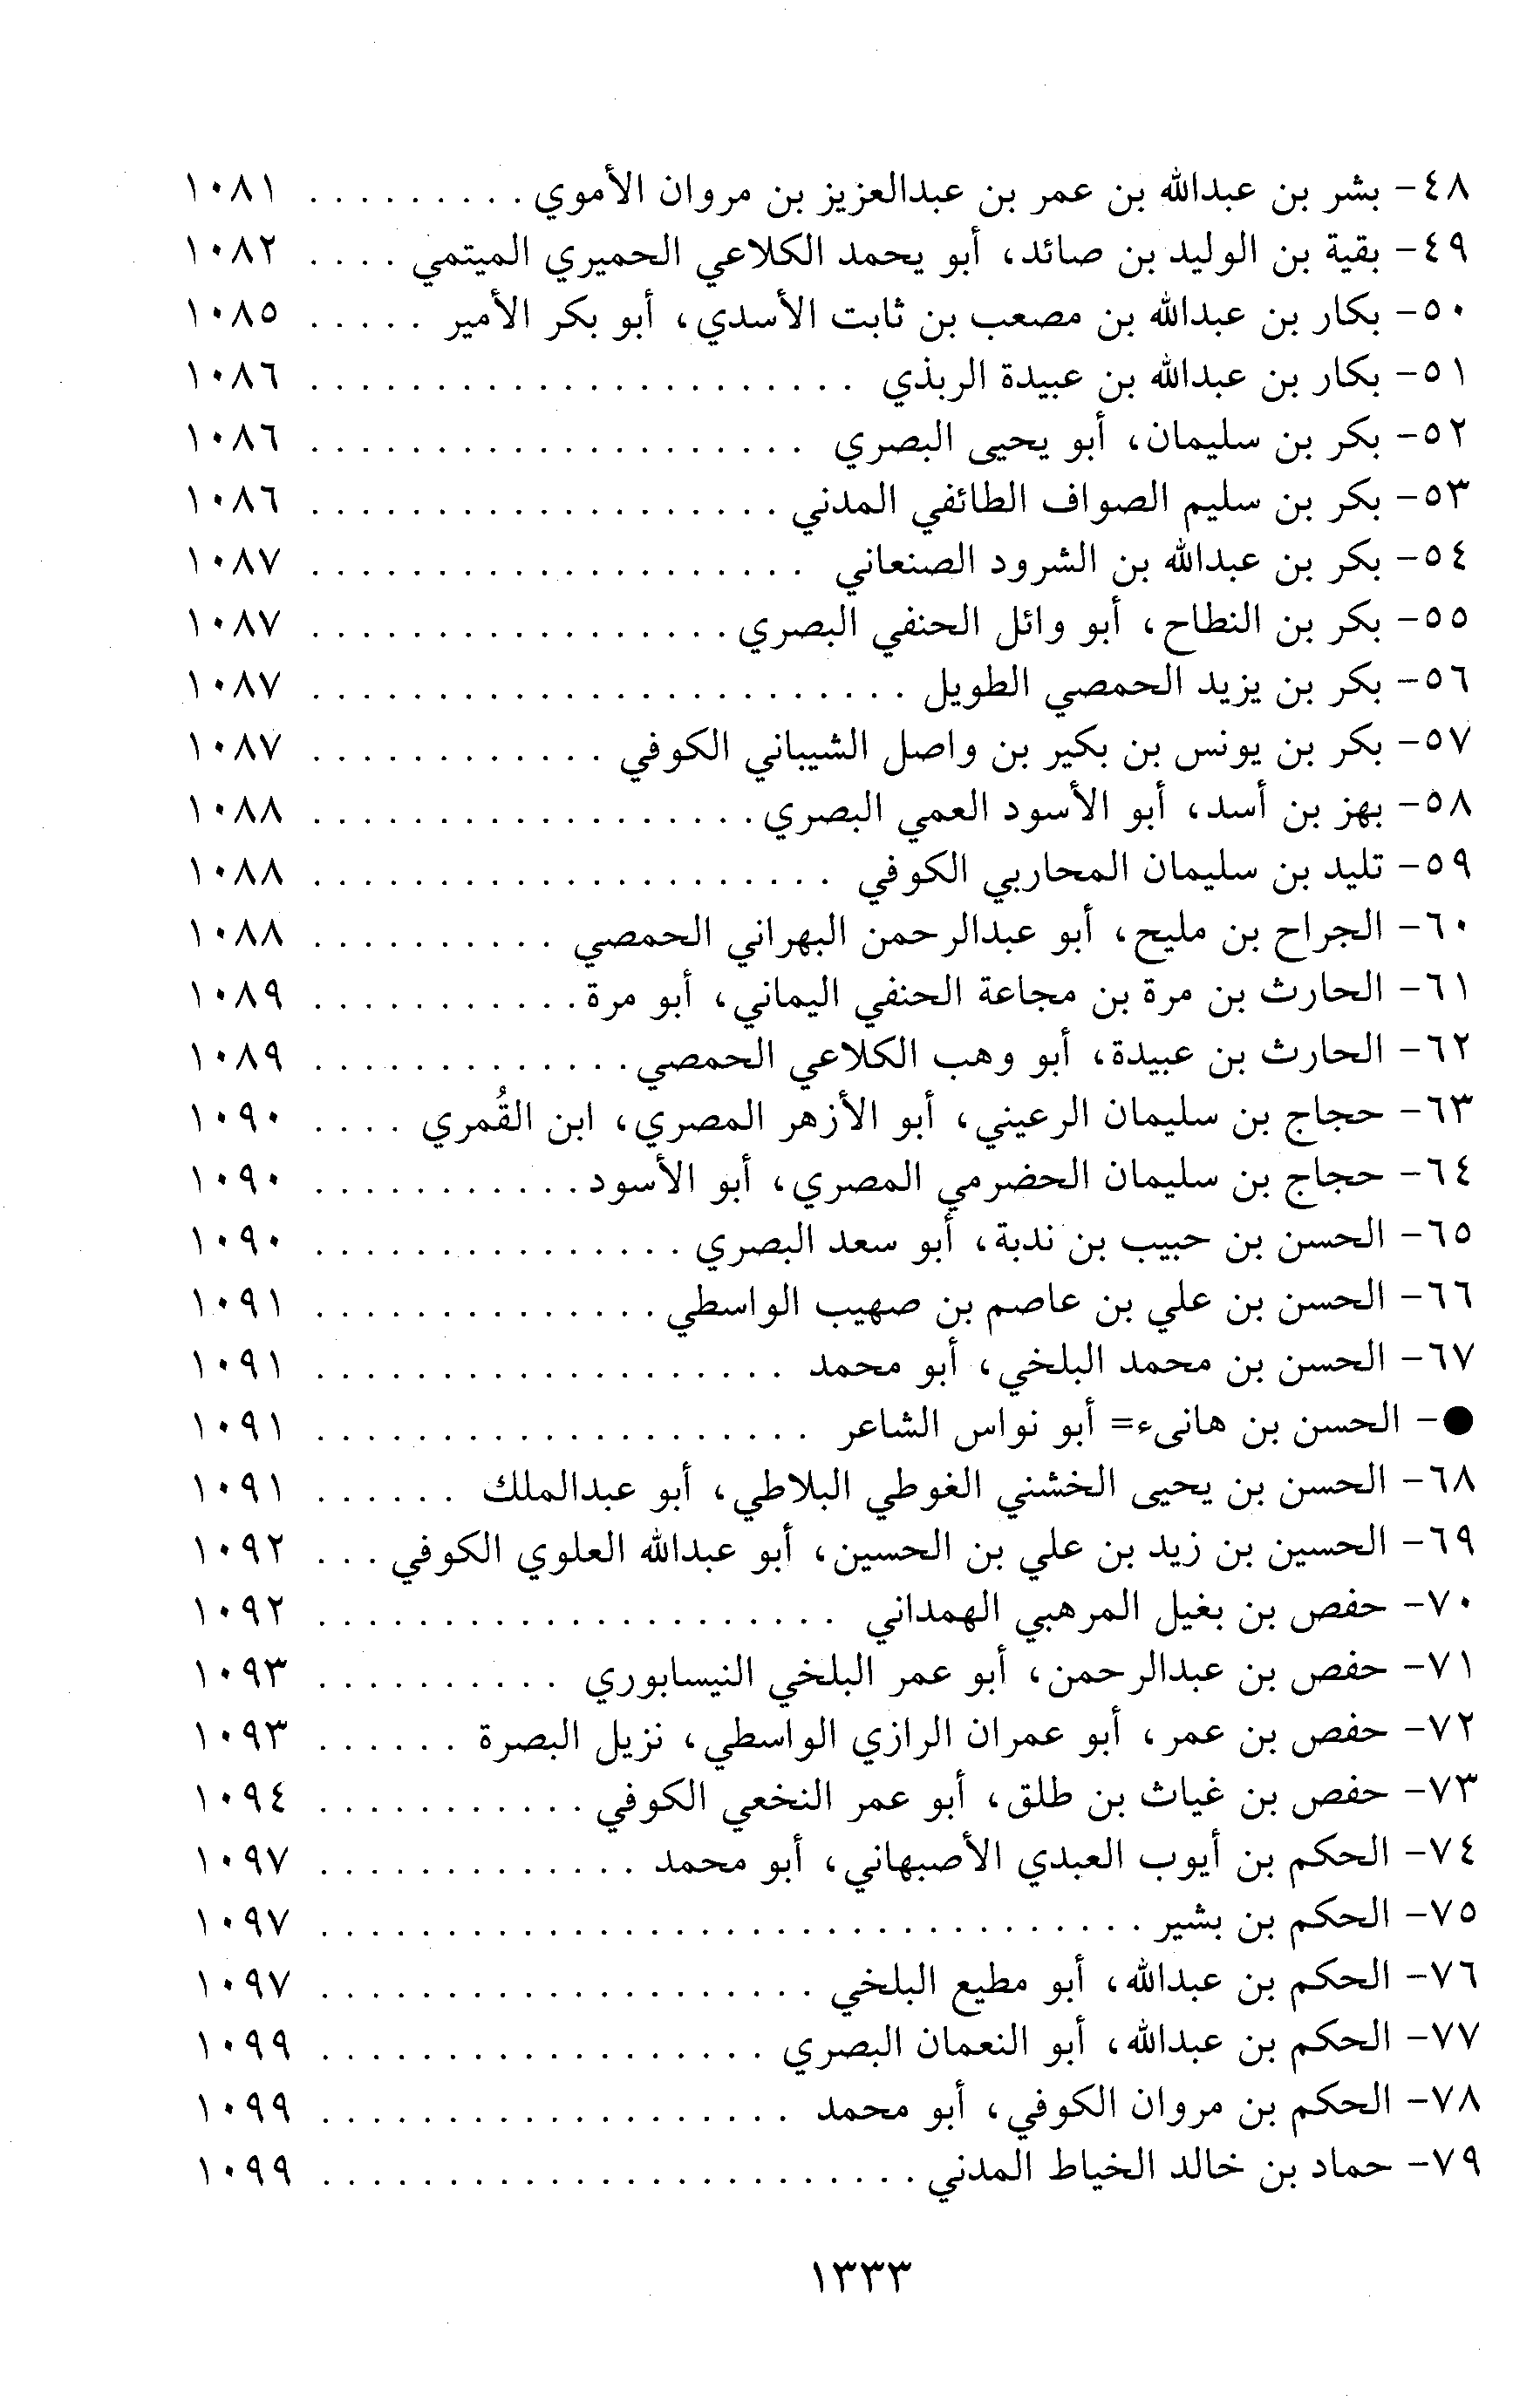 ٤٨- بشر بن عبدالله بن عمر بن عبدالعزيز بن مروان الأموي . . . . . . . . . ١٠٨١
٤٩- بقية بن الوليد بن صائد، أبو يحمد الكلاعي الحميري الميتمي . . . . ١٠٨٢
٥٠- بكار بن عبدالله بن مصعب بن ثابت الأسدي، أبو بكر الأمير . . . . . ١٠٨٥
٥١- بكار بن عبدالله بن عبيدة الربذي . . . . . . . . . . . . . . . . . . . . . . ١٠٨٦
٥٢- بكر بن سليمان، أبو يحيى البصري . . . . . . . . . . . . . . . . . . . . ١٠٨٦
٥٣- بكر بن سليم الصواف الطائفي المدني . . . . . . . . . . . . . . . . . . . ١٠٨٦
٥٤- بكر بن عبدالله بن الشرود الصنعاني . . . . . . . . . . . . . . . . . . . . ١٠٨٧
٥٥- بكر بن النطاح، أبو وائل الحنفي البصري . . . . . . . . . . . . . . . . . ١٠٨٧
٥٦- بكر بن يزيد الحمصي الطويل . . . . . . . . . . . . . . . . . . . . . . . . ١٠٨٧
٥٧- بكر بن يونس بن بكير بن واصل الشيباني الكوفي . . . . . . . . . . . . ١٠٨٧
٥٨- بهز بن أسد، أبو الأسود العمي البصري . . . . . . . . . . . . . . . . . . ١٠٨٨
٥٩- تليد بن سليمان المحاربي الكوفي . . . . . . . . . . . . . . . . . . . . . ١٠٨٨
٦٠- الجراح بن مليح، أبو عبدالرحمن البهراني الحمصي . . . . . . . . . . ١٠٨٨
٦١- الحارث بن مرة بن مجاعة الحنفي اليماني، أبو مرة . . . . . . . . . . . ١٠٨٩
٦٢- الحارث بن عبيدة، أبو وهب الكلاعي الحمصي . . . . . . . . . . . . . ١٠٨٩
٦٣- حجاج بن سليمان الرعيني، أبو الأزهر المصري، ابن القُمري . . . . ١٠٩٠
٦٤- حجاج بن سليمان الحضرمي المصري، أبو الأسود . . . . . . . . . . . ١٠٩٠
٦٥- الحسن بن حبيب بن ندبة، أبو سعد البصري . . . . . . . . . . . . . . . ١٠٩٠
٦٦- الحسن بن علي بن عاصم بن صهيب الواسطي . . . . . . . . . . . . . . ١٠٩١
٦٧- الحسن بن محمد البلخي، أبو محمد . . . . . . . . . . . . . . . . . . . ١٠٩١
●- الحسن بن هانىء= أبو نواس الشاعر . . . . . . . . . . . . . . . . . . . . ١٠٩١
٦٨- الحسن بن يحيى الخشني الغوطي البلاطي، أبو عبدالملك . . . . . . ١٠٩١
٦٩- الحسين بن زيد بن علي بن الحسين، أبو عبدالله العلوي الكوفي . . . ١٠٩٢
٧٠- حفص بن بغيل المرهبي الهمداني . . . . . . . . . . . . . . . . . . . . . ١٠٩٢
٧١- حفص بن عبدالرحمن، أبو عمر البلخي النيسابوري . . . . . . . . . . ١٠٩٣
٧٢- حفص بن عمر، أبو عمران الرازي الواسطي، نزيل البصرة . . . . . . ١٠٩٣
٧٣- حفص بن غياث بن طلق، أبو عمر النخعي الكوفي . . . . . . . . . . . ١٠٩٤
٧٤- الحكم بن أيوب العبدي الأصبهاني، أبو محمد . . . . . . . . . . . . . ١٠٩٧
٧٥- الحكم بن بشير . . . . . . . . . . . . . . . . . . . . . . . . . . . . . . . . . ١٠٩٧
٧٦- الحكم بن عبدالله، أبو مطيع البلخي . . . . . . . . . . . . . . . . . . . . ١٠٩٧
٧٧- الحكم بن عبدالله، أبو النعمان البصري . . . . . . . . . . . . . . . . . . ١٠٩٩
٧٨- الحكم بن مروان الكوفي، أبو محمد . . . . . . . . . . . . . . . . . . . ١٠٩٩
٧٩- حماد بن خالد الخياط المدني . . . . . . . . . . . . . . . . . . . . . . . . ١٠٩٩
١٣٣٣